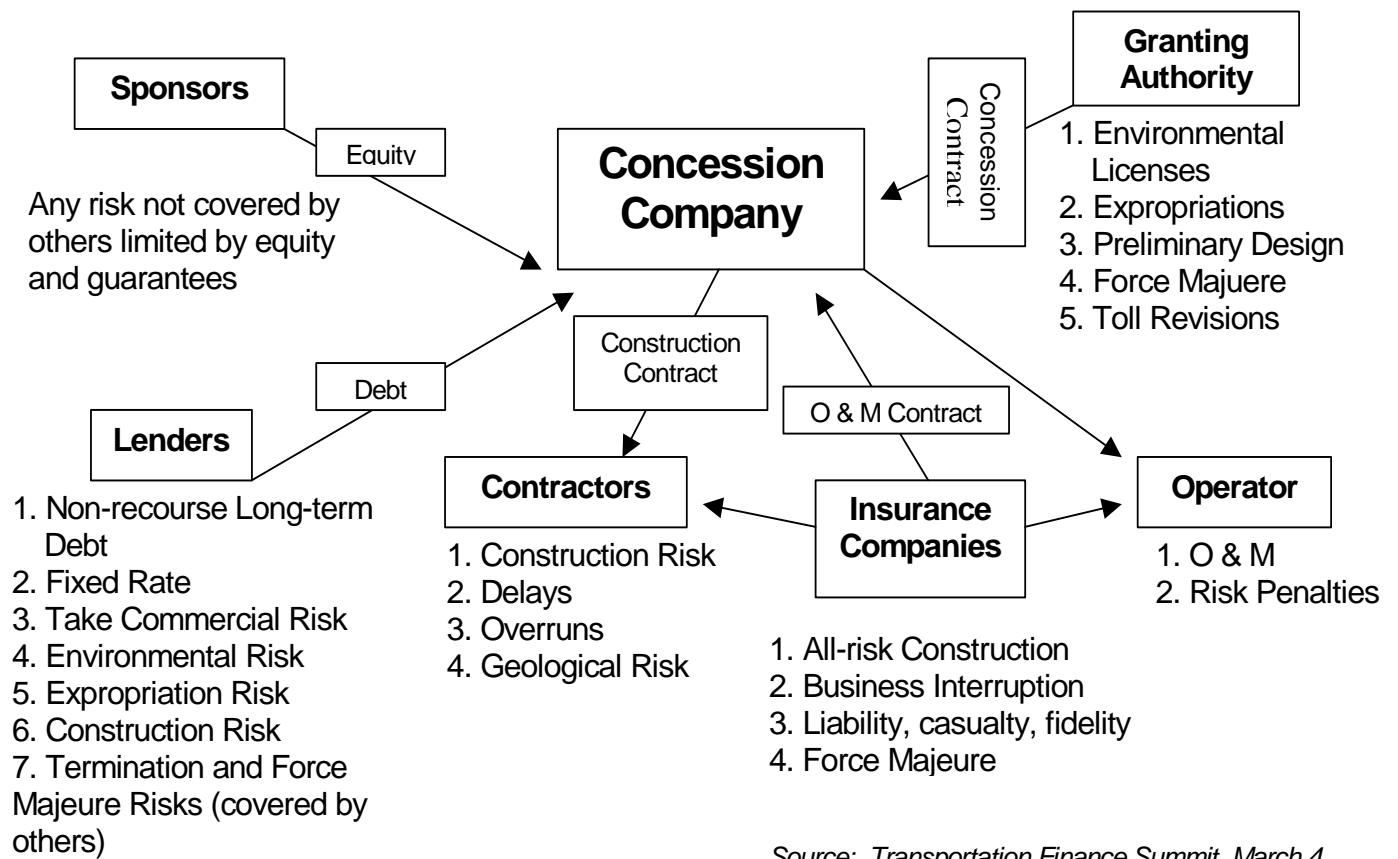 Sponsors
Equity
Any risk not covered by
others limited by equity
and guarantees
Concession
Company
Concession
Contract
Granting
Authority
1. Environmental
Licenses
2. Expropriations
3. Preliminary Design
4. Force Majuere
5. Toll Revisions
Debt
Construction
Contract
O & M Contract
Lenders
1. Non-recourse Long-term
Debt
2. Fixed Rate
3. Take Commercial Risk
4. Environmental Risk
5. Expropriation Risk
6. Construction Risk
7. Termination and Force
Majeure Risks (covered by
others)
Contractors
1. Construction Risk
2. Delays
3. Overruns
4. Geological Risk
Insurance
Companies
1. All-risk Construction
2. Business Interruption
3. Liability, casualty, fidelity
4. Force Majeure
Operator
1. O & M
2. Risk Penalties
Source: Transportation Finance Summit, March 4